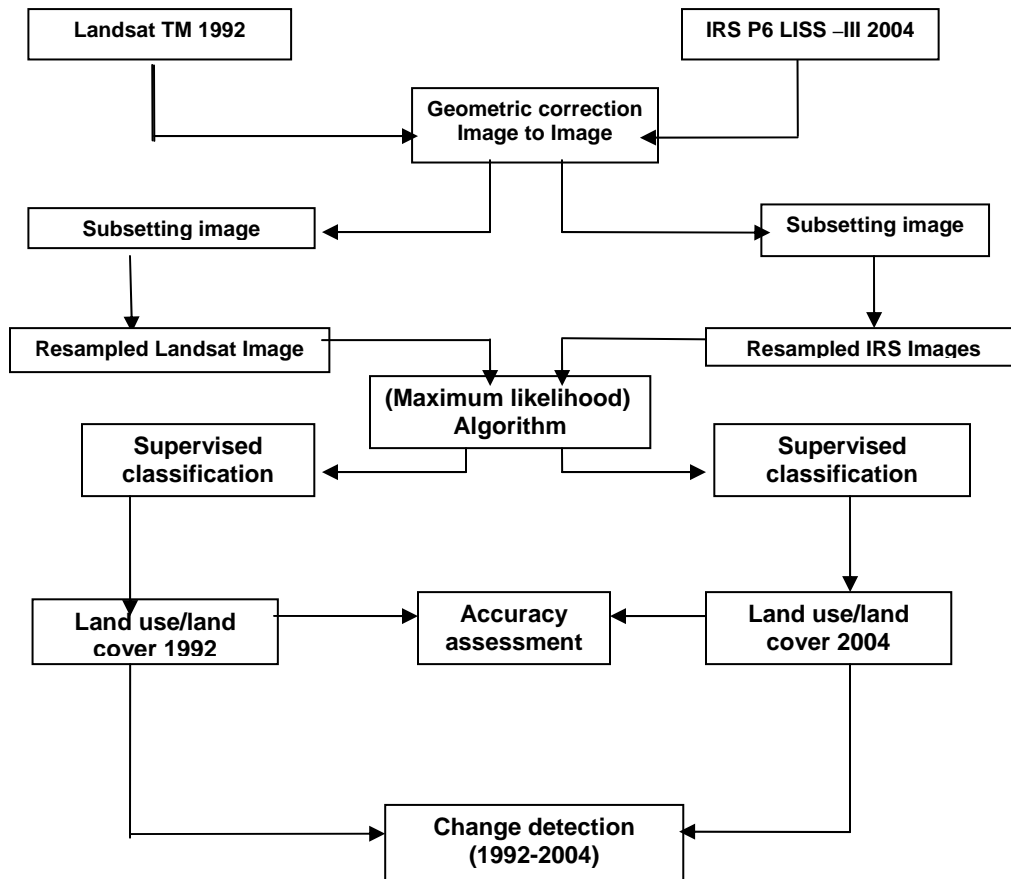 Landsat TM 1992
IRS P6 LISS –III 2004
Geometric correction
Image to Image
Subsetting image
Subsetting image
Resampled Landsat Image
Resampled IRS Images
(Maximum likelihood)
Algorithm
Supervised
classification
Supervised
classification
Land use/land
cover 1992
Accuracy
assessment
Land use/land
cover 2004
Change detection
(1992-2004)